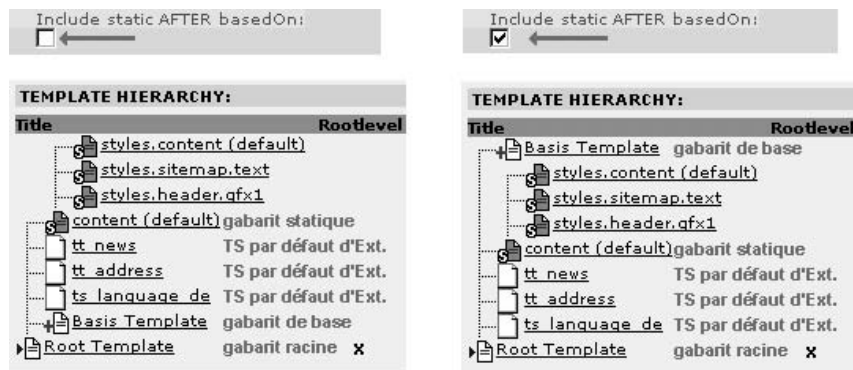 Include static AFTER basedOn:
TEMPLATE HIERARCHY:
Title Rootlevel
styles.content (default)
styles.sitemap.text
styles.header.gfx1
content (default) gabarit statique
tt_news TS par défaut d'Ext.
tt_address TS par défaut d'Ext.
ts_language_de TS par défaut d'Ext.
Basis Template gabarit de base
Root Template gabarit racine x
Include static AFTER basedOn:
TEMPLATE HIERARCHY:
Title Rootlevel
Basis Template gabarit de base
styles.content (default)
styles.sitemap.text
styles.header.gfx1
content (default) gabarit statique
tt_news TS par défaut d'Ext.
tt_address TS par défaut d'Ext.
ts_language_de TS par défaut d'Ext.
Root Template gabarit racine x